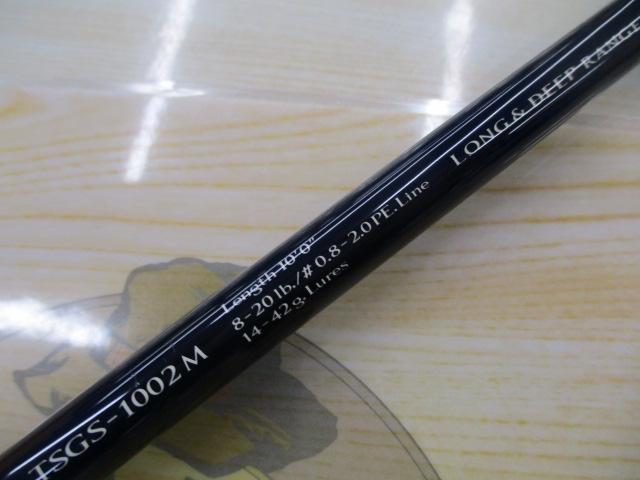 TSGS-1002M
Length 10'0"
8-20lb./#0.8-2.0PE.Line
14-42g.Lures
LONG & DEEP RANGE